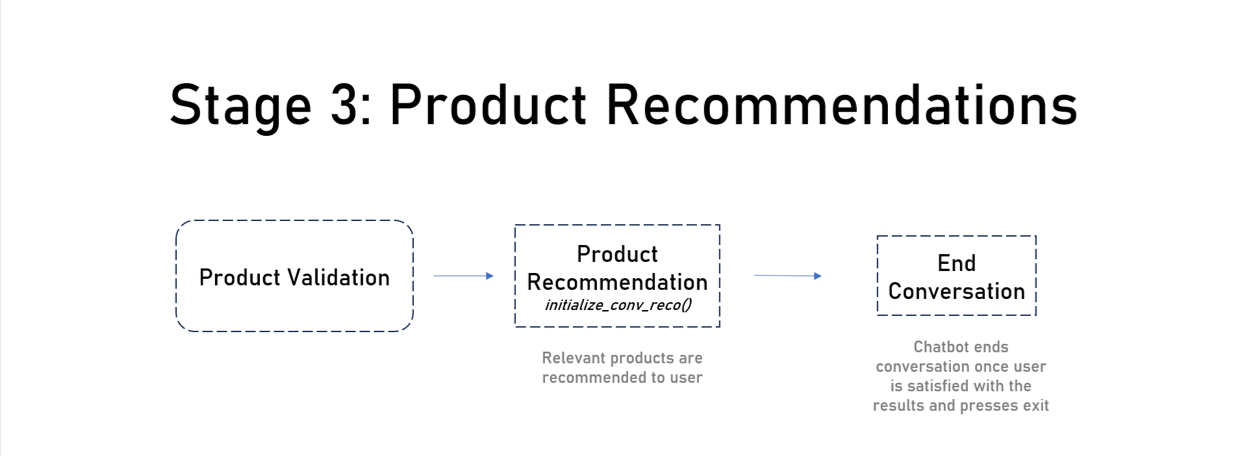 Stage 3: Product Recommendations
Product Validation
Product
Recommendation
initialize_conv_reco()
Relevant products are
recommended to user
End
Conversation
Chatbot ends
conversation once user
is satisfied with the
results and presses exit